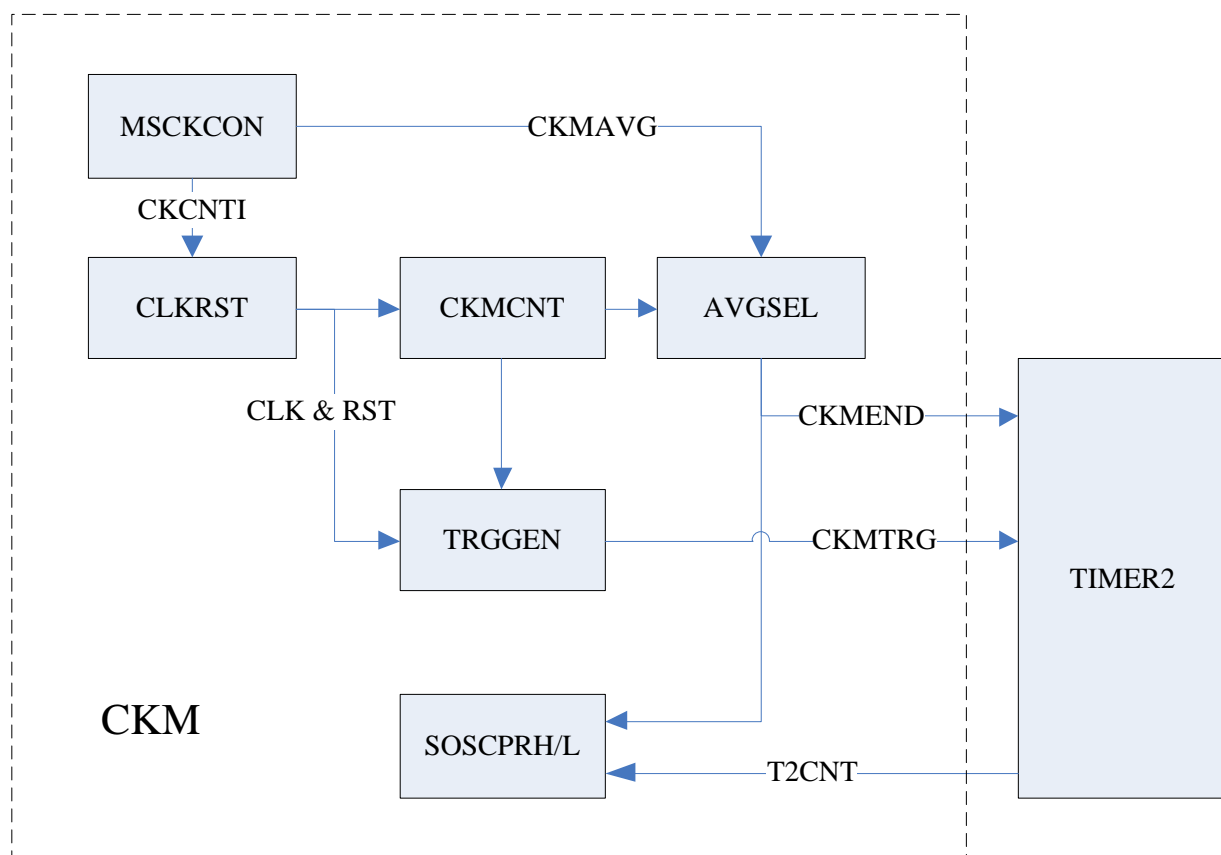 MSCKCON
CKMAVG
CKCNTI
CLKRST
CKMCNT
AVGSEL
CLK & RST
CKMEND
TRGGEN
CKMTRG
TIMER2
CKM
SOSCPRH/L
T2CNT